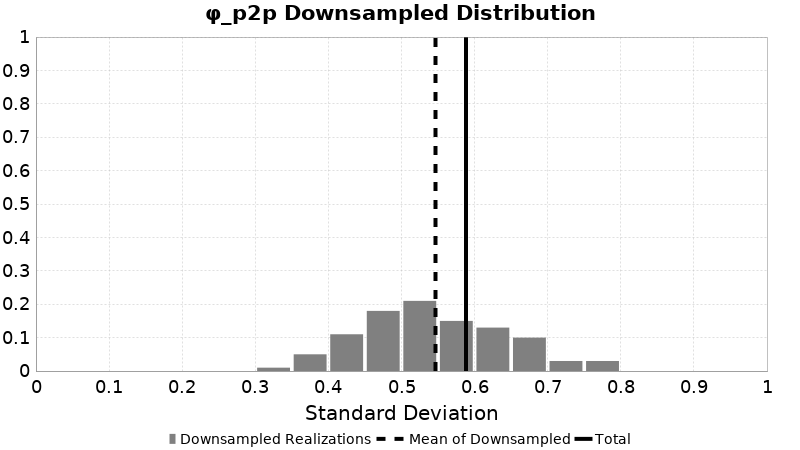 φ_p2p Downsampled Distribution
1
0.9
0.8
0.7
0.6
0.5
0.4
0.3
0.2
0.1
0
0 0.1 0.2 0.3 0.4 0.5 0.6 0.7 0.8 0.9 1
Standard Deviation
Downsampled Realizations Mean of Downsampled Total